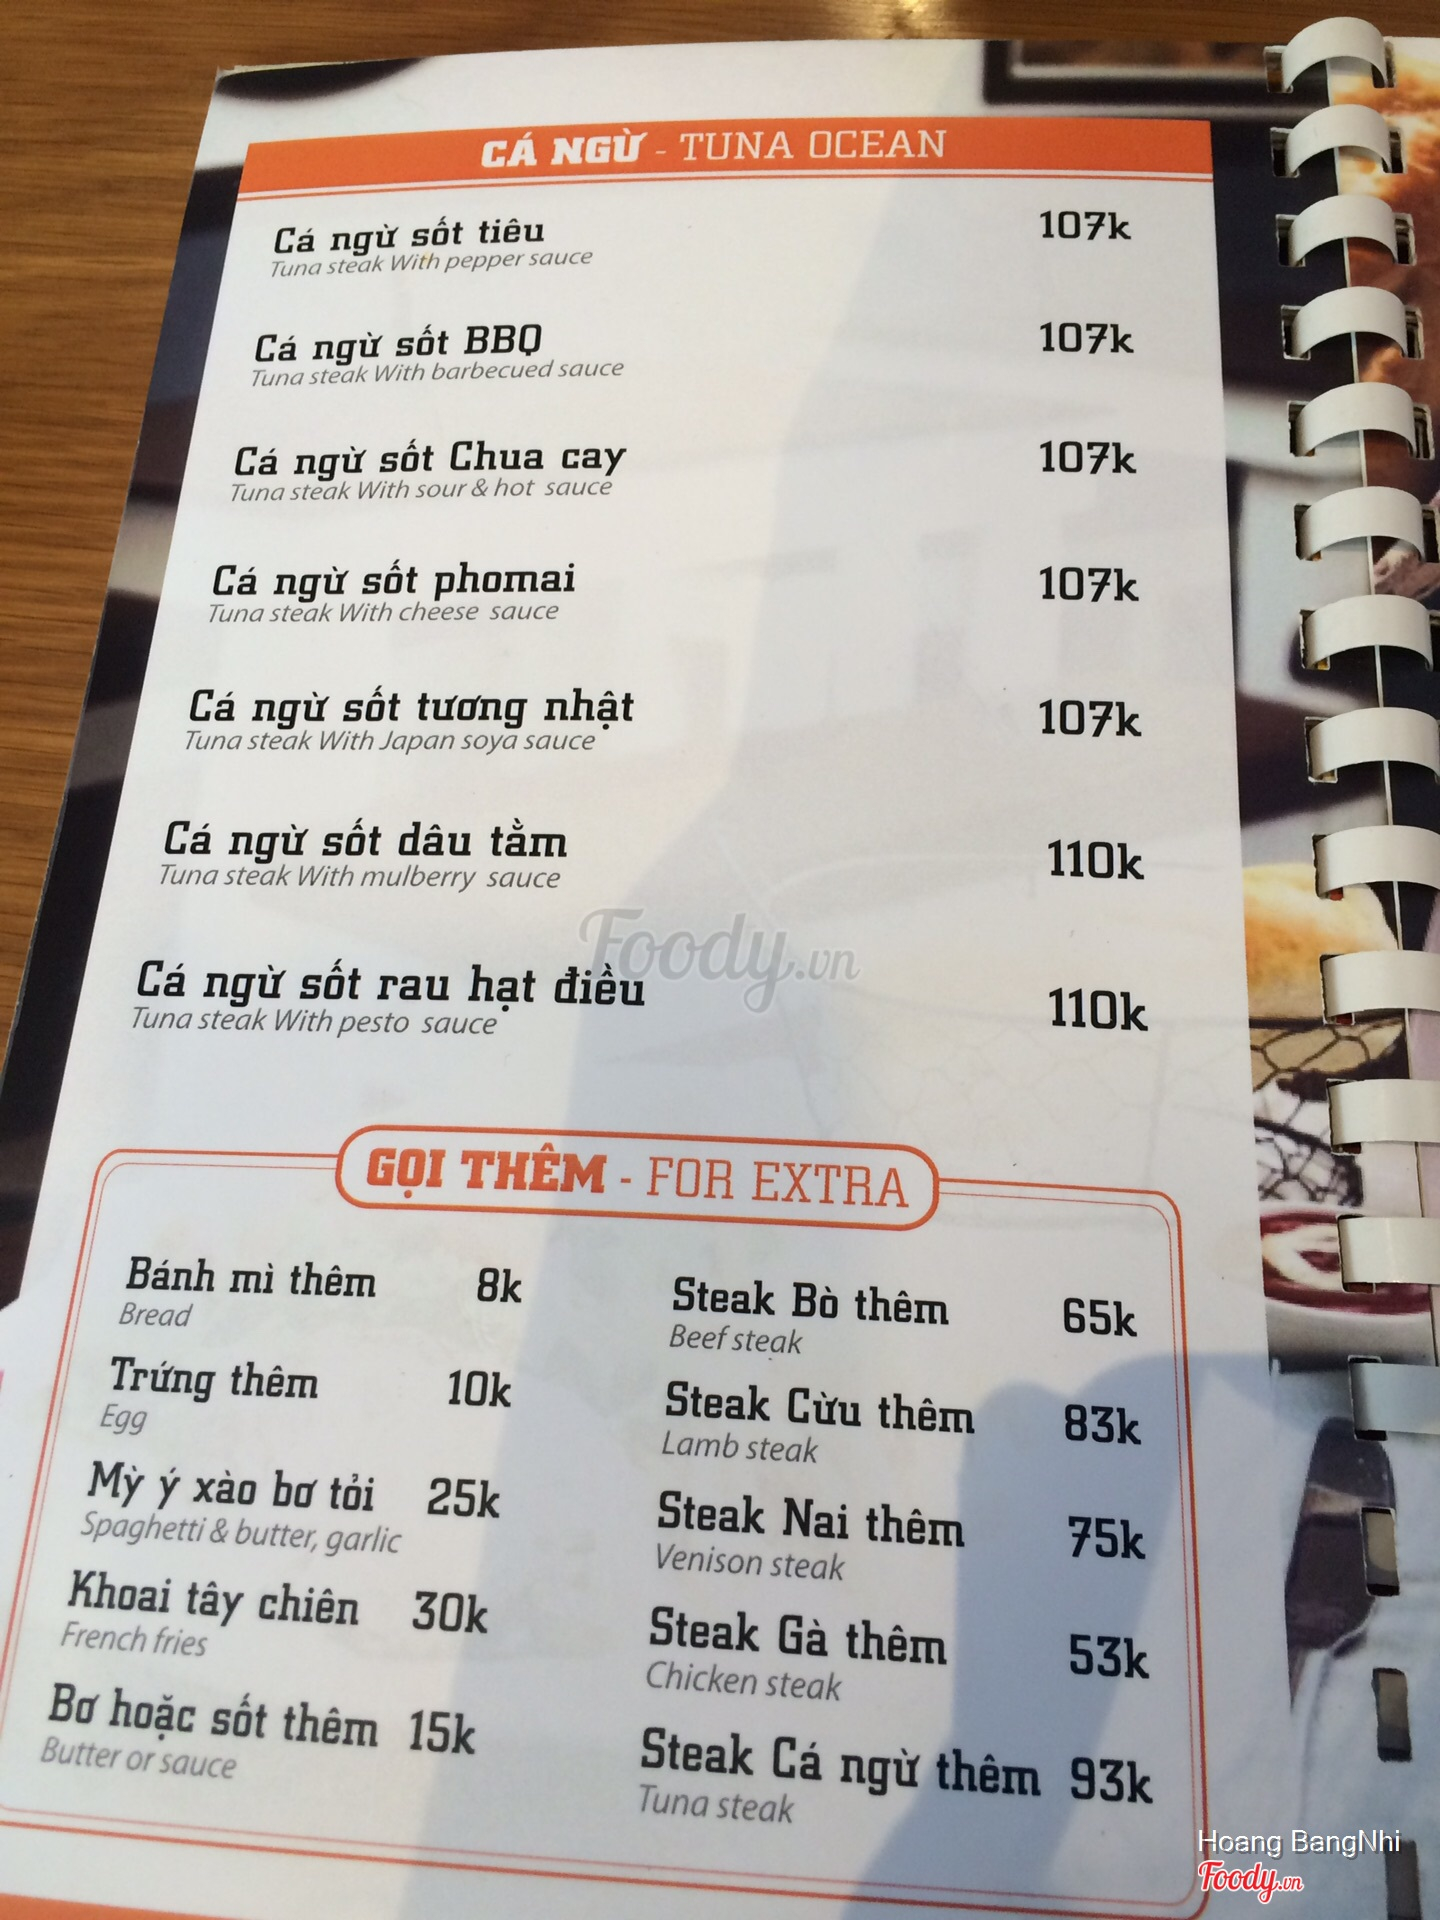 CÁ NGỪ - TUNA OCEAN
Cá ngừ sốt tiêu 107k
Tuna steak With pepper sauce
Cá ngừ sốt BBQ 107k
Tuna steak With barbecued sauce
Cá ngừ sốt Chua cay 107k
Tuna steak With sour & hot sauce
Cá ngừ sốt phomai 107k
Tuna steak With cheese sauce
Cá ngừ sốt tương nhật 107k
Tuna steak With Japan soya sauce
Cá ngừ sốt dâu tằm 110k
Tuna steak With mulberry sauce
Foody.vn
Cá ngừ sốt rau hạt điều 110k
Tuna steak With pesto sauce
GỌI THÊM - FOR EXTRA
Bánh mì thêm 8k
Bread
Trứng thêm 10k
Egg
Mỳ ý xào bơ tỏi 25k
Spaghetti & butter, garlic
Khoai tây chiên 30k
French fries
Bơ hoặc sốt thêm 15k
Butter or sauce
Steak Bò thêm 65k
Beef steak
Steak Cừu thêm 83k
Lamb steak
Steak Nai thêm 75k
Venison steak
Steak Gà thêm 53k
Chicken steak
Steak Cá ngừ thêm 93k
Tuna steak
Hoang BangNhi
Foody.vn